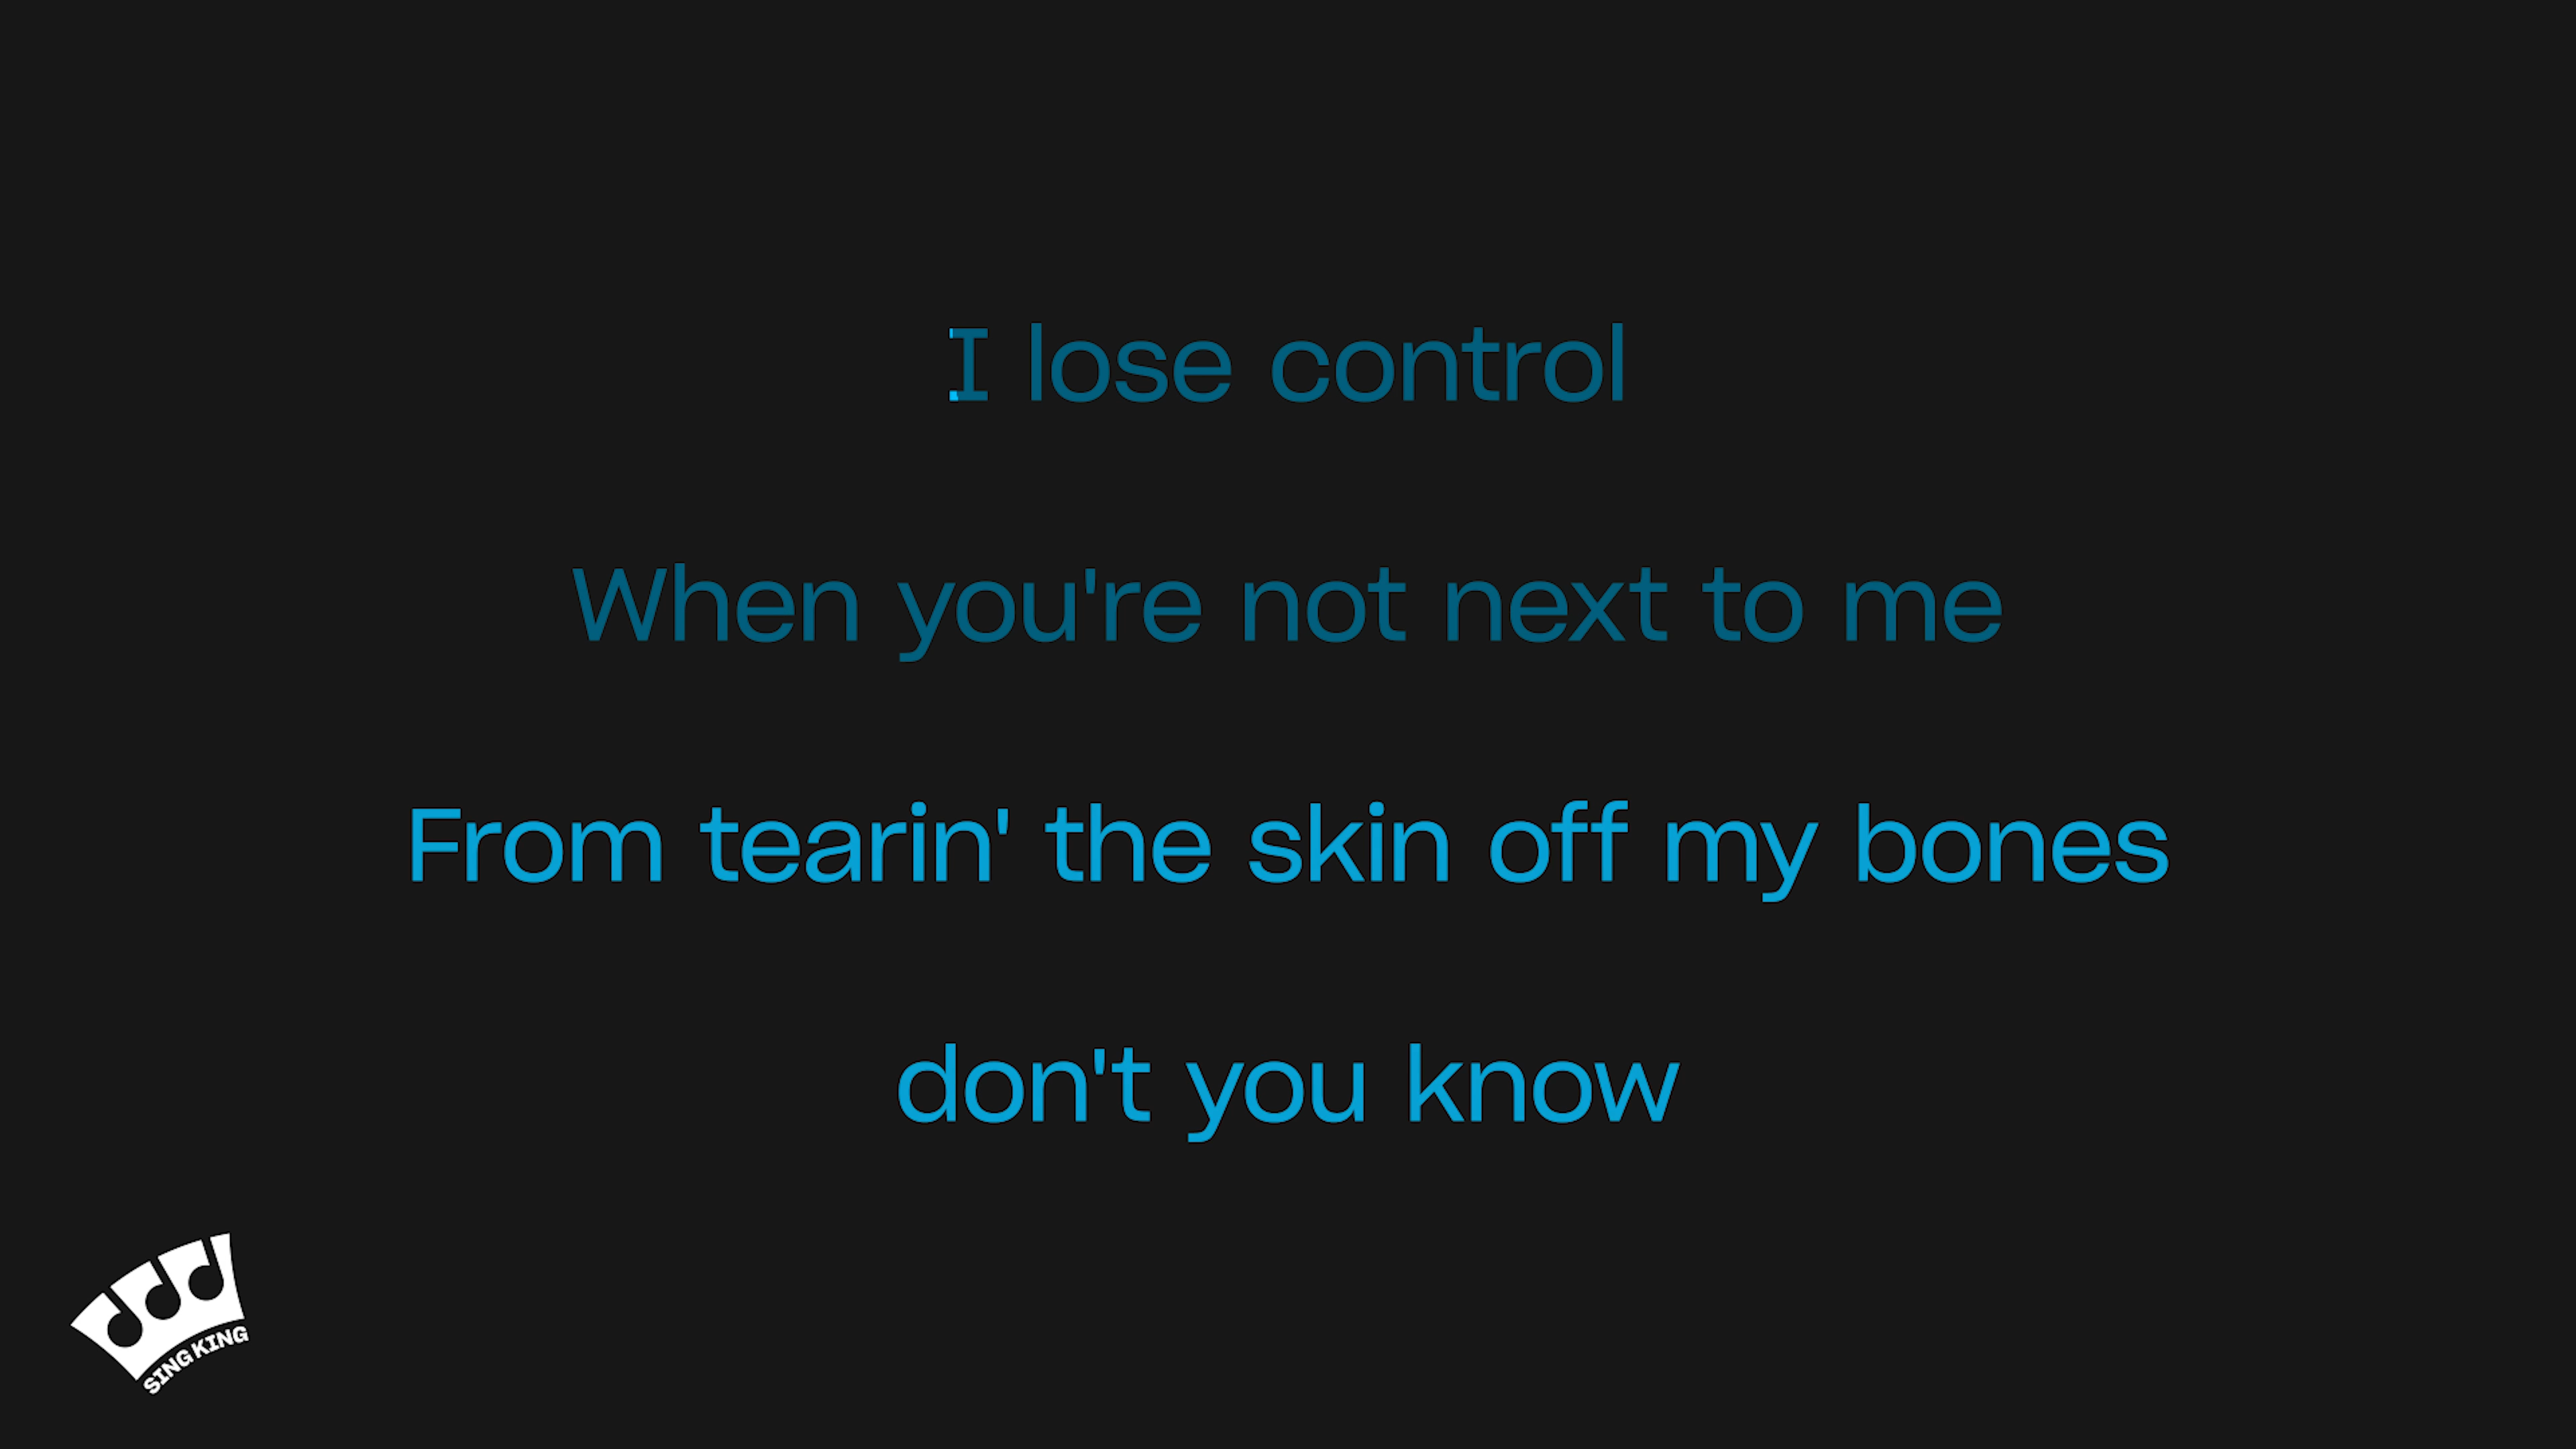 I lose control
When you're not next to me
From tearin' the skin off my bones
don't you know
SING KING